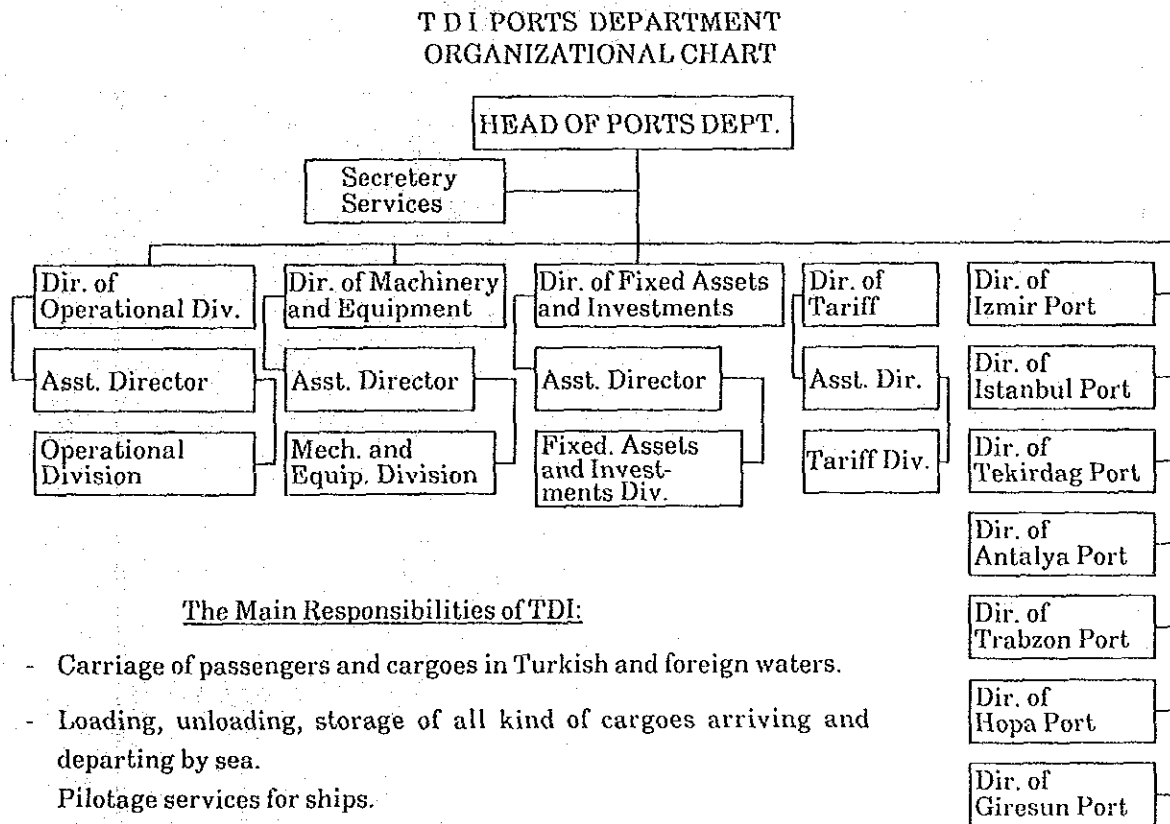 T D I PORTS DEPARTMENT
ORGANIZATIONAL CHART
HEAD OF PORTS DEPT.
Secretery
Services
Dir. of
Operational Div.
Asst. Director
Operational
Division
Dir. of Machinery
and Equipment
Asst. Director
Mech. and
Equip. Division
Dir. of Fixed Assets
and Investments
Asst. Director
Fixed. Assets
and Invest-
ments Div.
Dir. of
Tariff
Asst. Dir.
Tariff Div.
Dir. of
Izmir Port
Dir. of
Istanbul Port
Dir. of
Tekirdag Port
Dir. of
Antalya Port
Dir. of
Trabzon Port
Dir. of
Hopa Port
Dir. of
Giresun Port
The Main Responsibilities of TDI:
- Carriage of passengers and cargoes in Turkish and foreign waters.
- Loading, unloading, storage of all kind of cargoes arriving and
departing by sea.
Pilotage services for ships.